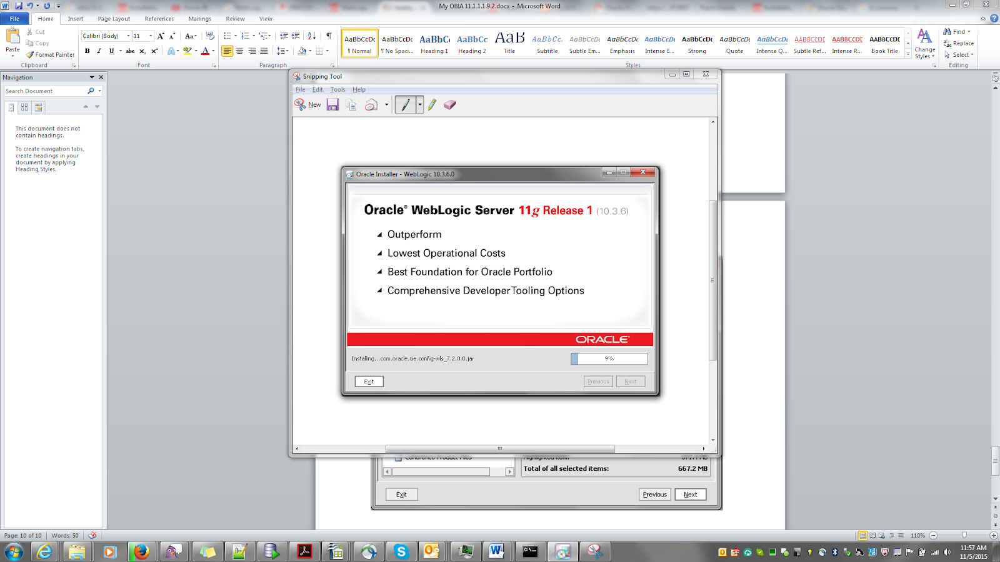 My OBIA 11.1.1.1.9.2.docx - Microsoft Word
File Home Insert Page Layout References Mailings Review View
Cut
Copy
Format Painter
Paste
Clipboard
Calibri (Body) 11
Font
Paragraph
AaBbCcDc AaBbCcDc AaBbCc AaBbCc AaB AaBbCc. AaBbCcDc AaBbCcDc AaBbCcDc AaBbCcDc AaBbCcDc AaBbCcDc AABBCCDC AABBCCDC AABBCCDC
¶ Normal ¶ No Spaci... Heading 1 Heading 2 Title Subtitle Subtle Em... Emphasis Intense E... Strong Quote Intense Q... Subtle Ref... Intense R... Book Title
Styles
Change Styles
Find
Replace
Select
Editing
Navigation
Search Document
This document does not
contain headings.
To create navigation tabs,
create headings in your
document by applying
Heading Styles.
Snipping Tool
File Edit Tools Help
New
Oracle Installer - WebLogic 10.3.6.0
Oracle® WebLogic Server 11g Release 1 (10.3.6)
Outperform
Lowest Operational Costs
Best Foundation for Oracle Portfolio
Comprehensive Developer Tooling Options
ORACLE®
Installing...com.oracle.cie.config-wls_7.2.0.0.jar
9%
Exit Previous Next
Total of all selected items: 667.2 MB
Exit Previous Next
Page: 10 of 10 Words: 50
110%
11:57 AM
11/5/2015